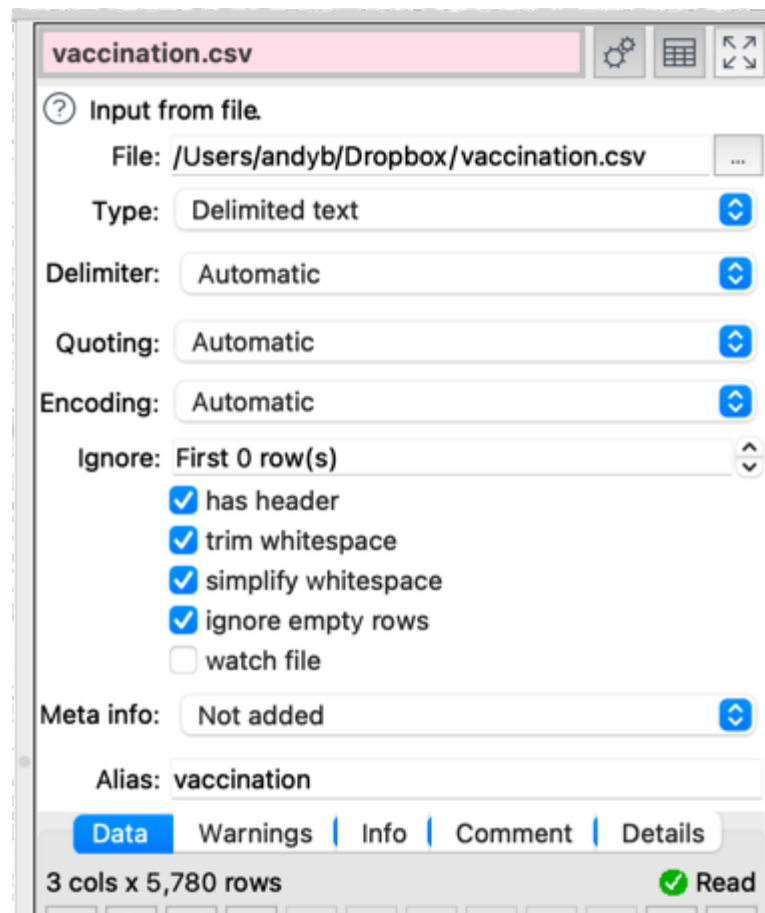 vaccination.csv
? Input from file.
File: /Users/andyb/Dropbox/vaccination.csv ...
Type: Delimited text
Delimiter: Automatic
Quoting: Automatic
Encoding: Automatic
Ignore: First 0 row(s)
has header
trim whitespace
simplify whitespace
ignore empty rows
watch file
Meta info: Not added
Alias: vaccination
Data Warnings Info Comment Details
3 cols x 5,780 rows Read